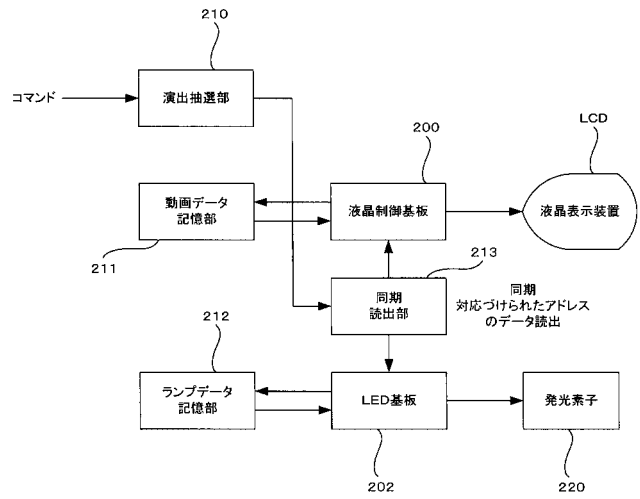 210
コマンド
演出抽選部
LCD
200
動画データ
記憶部
液晶制御基板
液晶表示装置
211
213
同期
読出部
同期
対応づけられたアドレス
のデータ読出
212
ランプデータ
記憶部
LED基板
発光素子
202
220